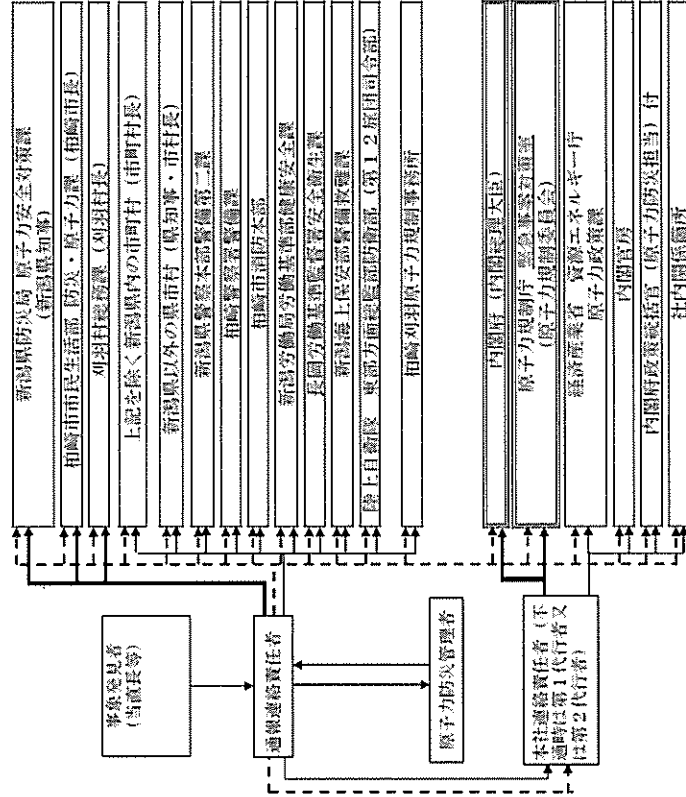 新潟県防災局 原子力安全対策課
(新潟県知事)
柏崎市市民生活部 防災・原子力課 (柏崎市長)
刈羽村総務課 (刈羽村長)
上記を除く新潟県内の市町村 (市町村長)
新潟県以外の県市村 (県知事・市村長)
新潟県警察本部警備第二課
柏崎警察署警備課
柏崎市消防本部
新潟労働局労働基準部健康安全課
長岡労働基準監督署安全衛生課
新潟海上保安部警備救難課
陸上自衛隊 東部方面総監部防衛部 (第12旅団司令部)
柏崎刈羽原子力規制事務所
内閣府 (内閣総理大臣)
原子力規制庁 緊急事案対策室
(原子力規制委員会)
経済産業省 資源エネルギー庁
原子力政策課
内閣官房
内閣府政策統括官 (原子力防災担当) 付
社内関係箇所
事象発見者
(当直長等)
通報連絡責任者
原子力防災管理者
本社連絡責任者 (不
通時は第1代行者又
は第2代行者)